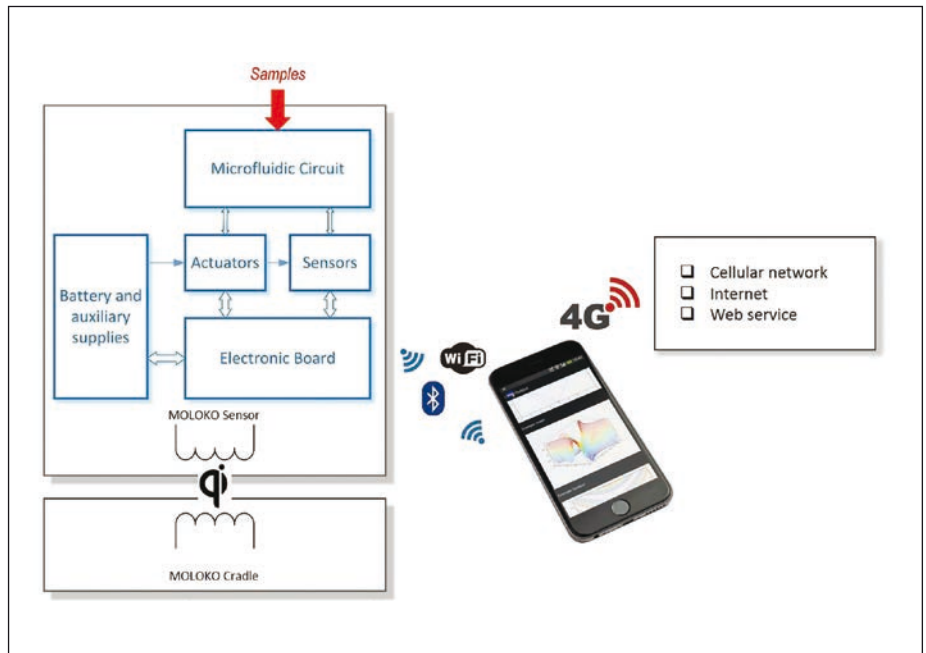 Samples
Microfluidic Circuit
Actuators
Sensors
Battery and
auxiliary
supplies
Electronic Board
MOLOKO Sensor
qi
MOLOKO Cradle
WiFi
4G
Cellular network
Internet
Web service